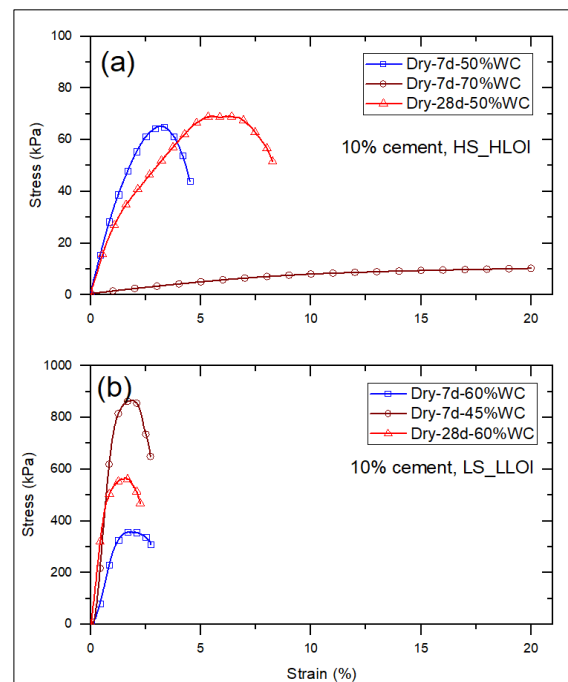 (a)
Dry-7d-50%WC
Dry-7d-70%WC
Dry-28d-50%WC
10% cement, HS_HLOI
Stress (kPa)
100
80
60
40
20
0
0
5
10
15
20
(b)
Dry-7d-60%WC
Dry-7d-45%WC
Dry-28d-60%WC
10% cement, LS_LLOI
Stress (kPa)
1000
800
600
400
200
0
0
5
10
15
20
Strain (%)